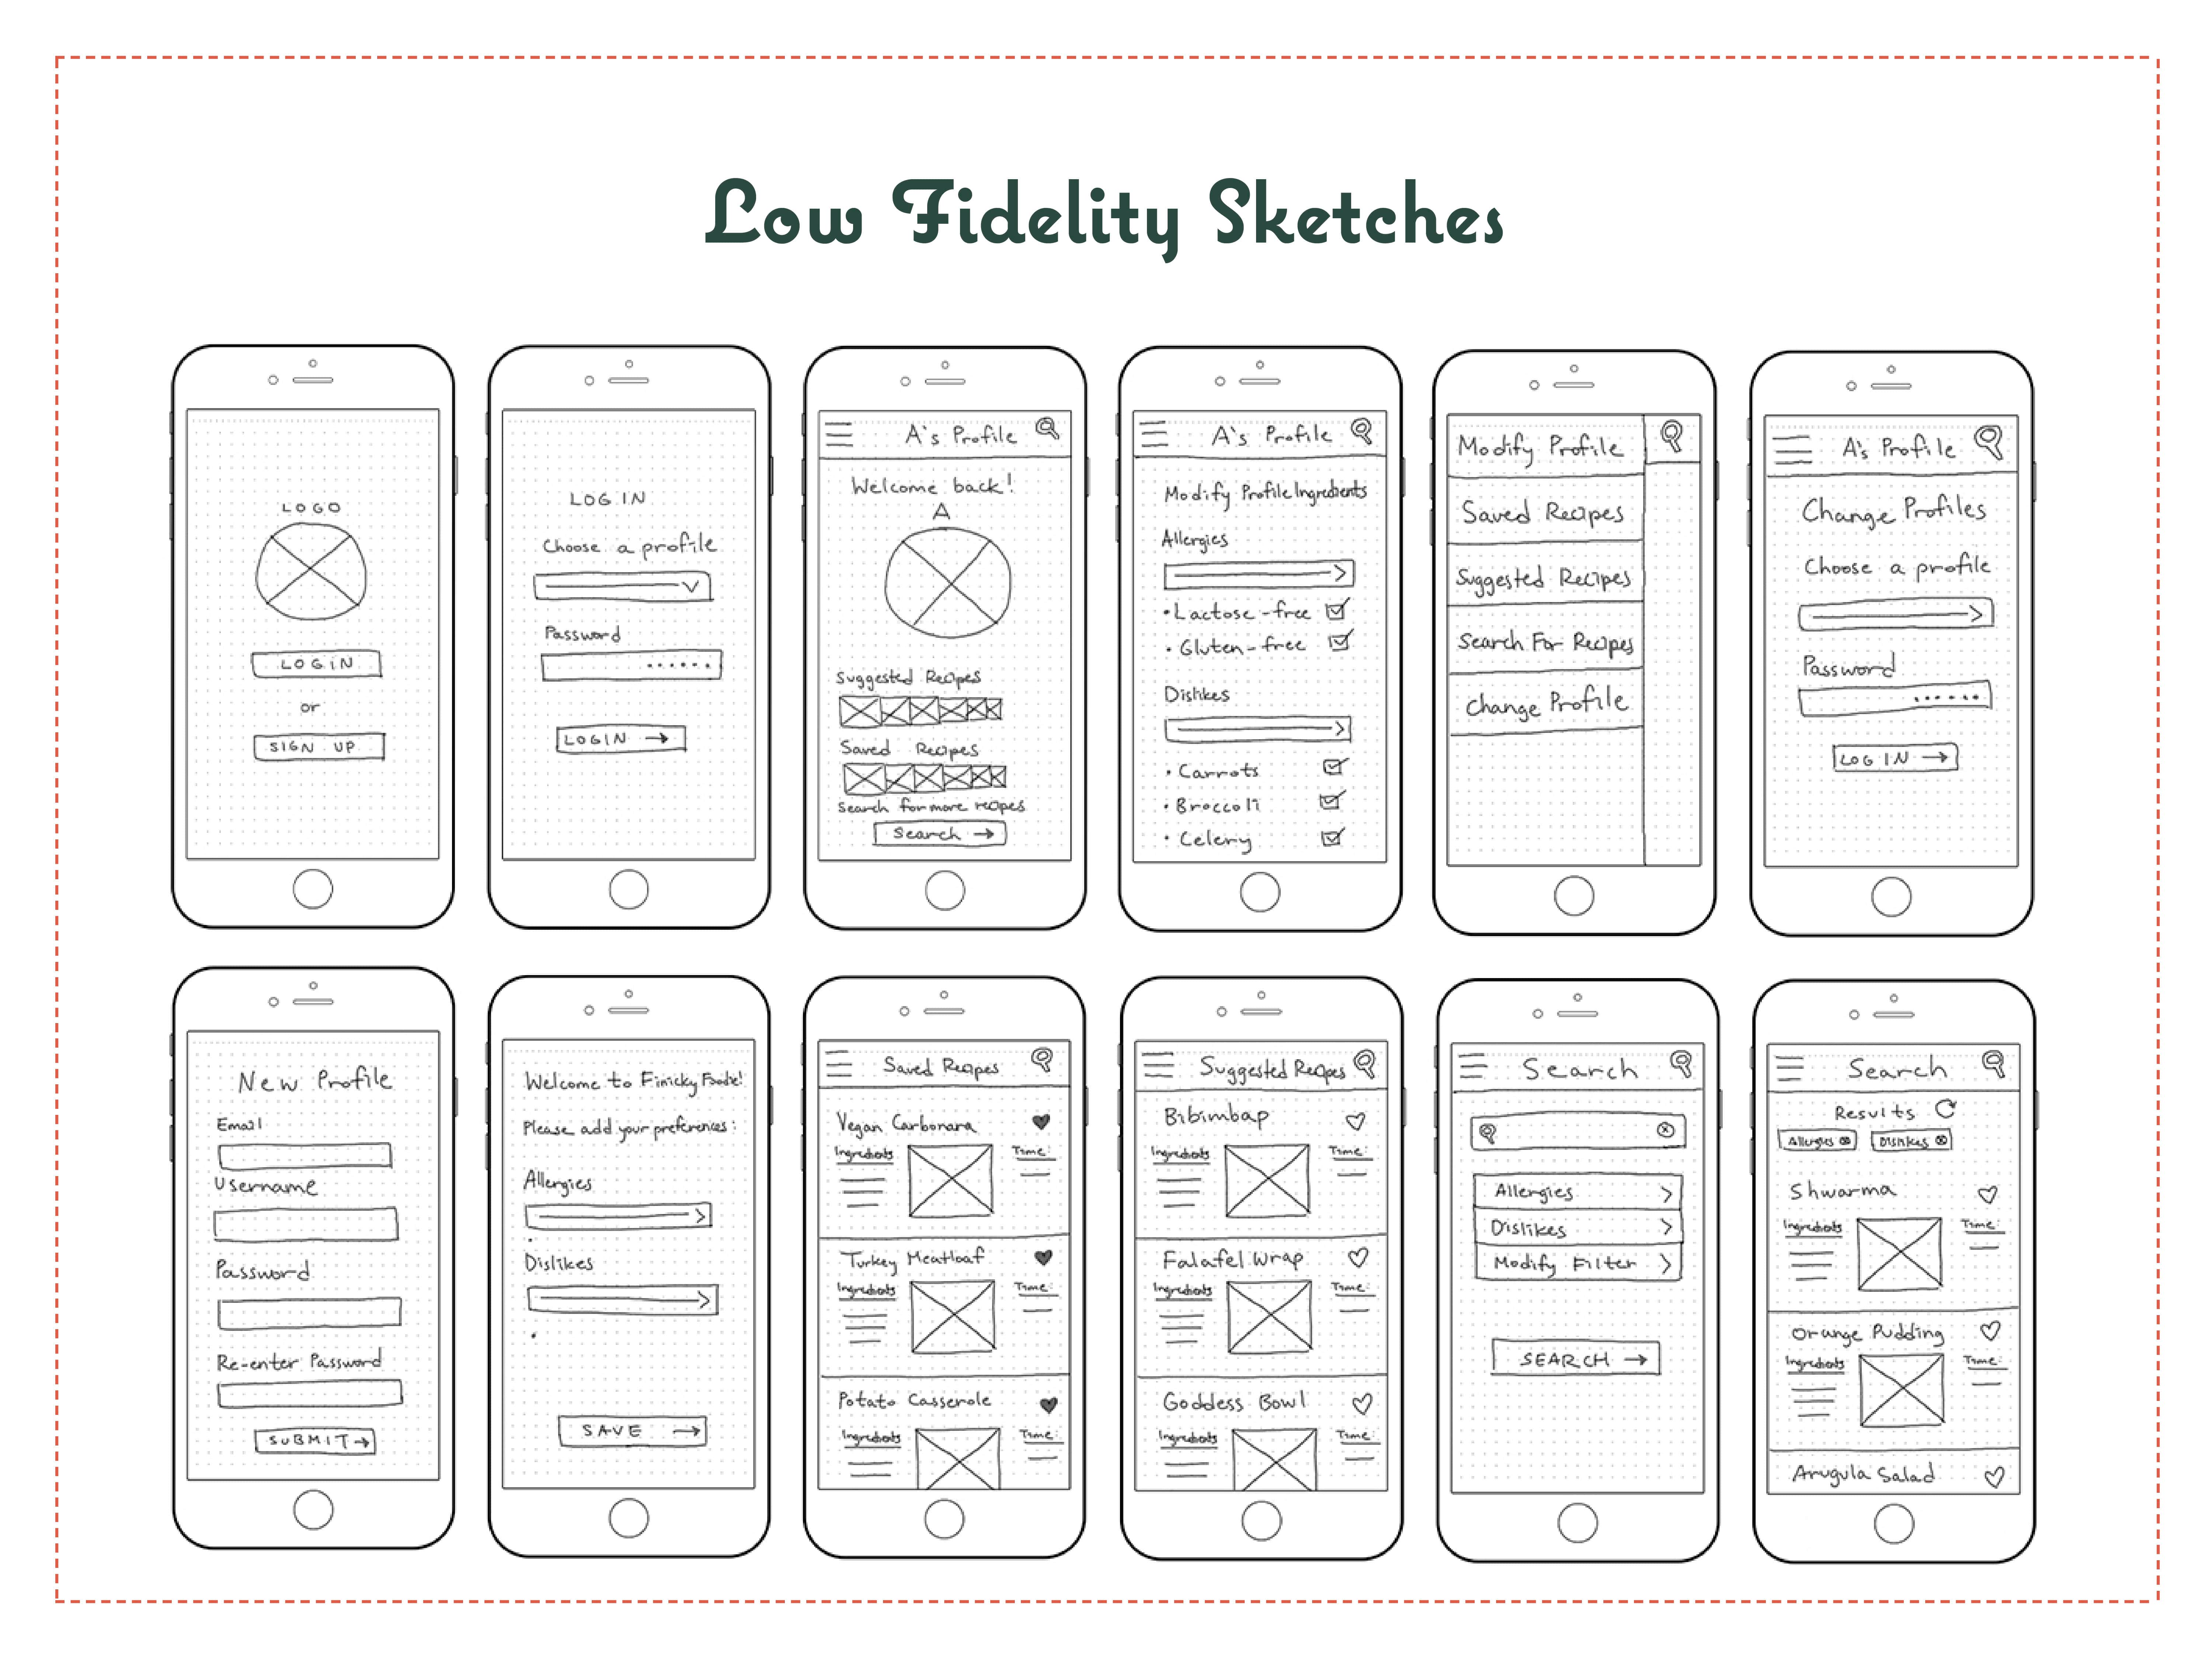 Low Fidelity Sketches
LOGO
LOGIN
or
SIGN UP
LOG IN
Choose a profile
Password
LOGIN
A's Profile
Welcome back!
A
Suggested Recipes
Saved Recipes
Search for more recipes
Search
A's Profile
Modify Profile Ingredients
Allergies
• Lactose-free
• Gluten-free
Dislikes
• Carrots
• Broccoli
• Celery
Modify Profile
Saved Recipes
Suggested Recipes
Search For Recipes
Change Profile
A's Profile
Change Profiles
Choose a profile
Password
LOG IN
New Profile
Email
Username
Password
Re-enter Password
SUBMIT
Welcome to Finicky Foodie!
Please add your preferences:
Allergies
Dislikes
SAVE
Saved Recipes
Vegan Carbonara
Ingredients Time:
Turkey Meatloaf
Ingredients Time:
Potato Casserole
Ingredients Time:
Suggested Recipes
Bibimbap
Ingredients Time:
Falafel Wrap
Ingredients Time:
Goddess Bowl
Ingredients Time:
Search
Allergies
Dislikes
Modify Filter
SEARCH
Search
Results
Allergies Dislikes
Shwarma
Ingredients Time:
Orange Pudding
Ingredients Time:
Arugula Salad